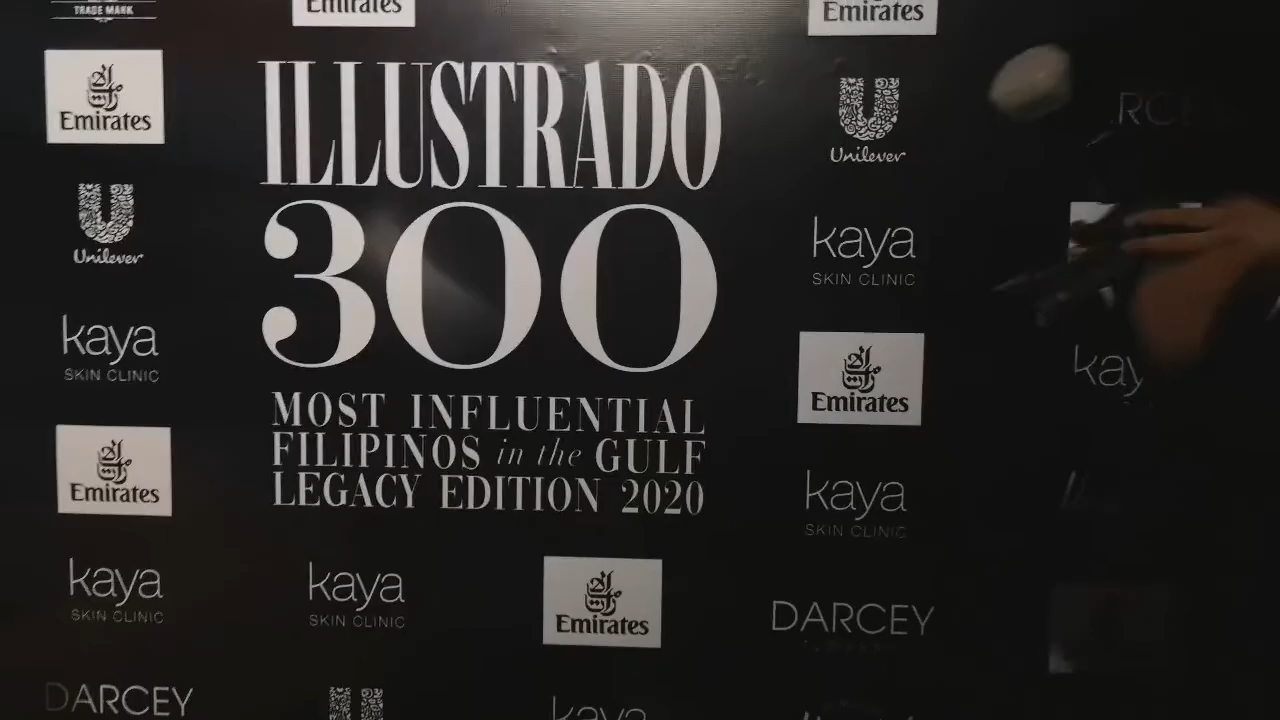 TRADE MARK
Emirates
Emirates
ILLUSTRADO
300
MOST INFLUENTIAL
FILIPINOS in the GULF
LEGACY EDITION 2020
Emirates
Unilever
kaya
SKIN CLINIC
Emirates
kaya
SKIN CLINIC
DARCEY
Unilever
kaya
SKIN CLINIC
Emirates
kaya
SKIN CLINIC
kaya
SKIN CLINIC
Emirates
DARCEY
kaya
kay